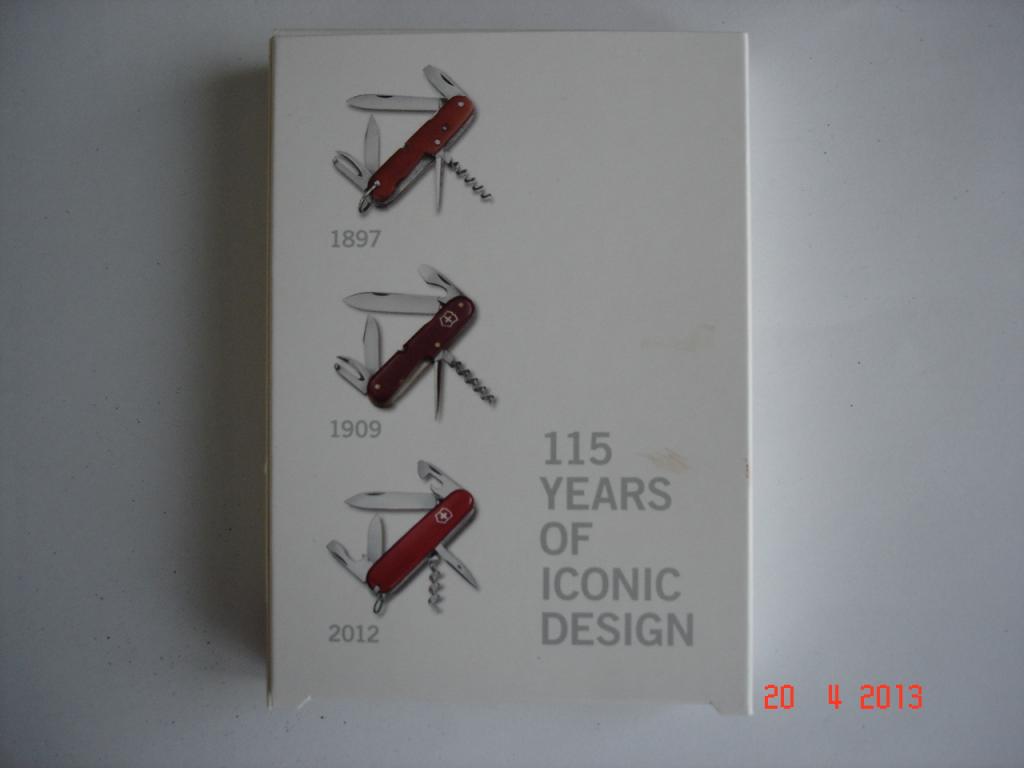 1897
1909
2012
115
YEARS
OF
ICONIC
DESIGN
20 4 2013